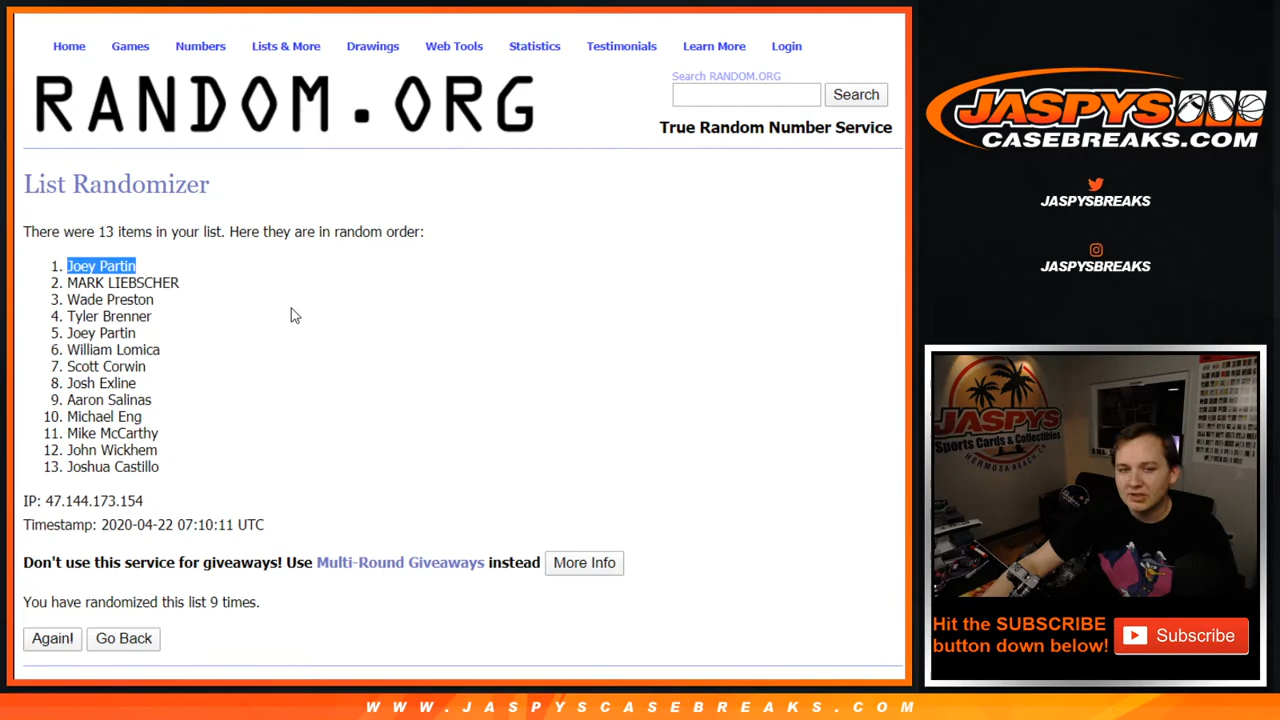 Home Games Numbers Lists & More Drawings Web Tools Statistics Testimonials Learn More Login
RANDOM.ORG
Search RANDOM.ORG
Search
True Random Number Service
List Randomizer
There were 13 items in your list. Here they are in random order:
1. Joey Partin
2. MARK LIEBSCHER
3. Wade Preston
4. Tyler Brenner
5. Joey Partin
6. William Lomica
7. Scott Corwin
8. Josh Exline
9. Aaron Salinas
10. Michael Eng
11. Mike McCarthy
12. John Wickhem
13. Joshua Castillo
IP: 47.144.173.154
Timestamp: 2020-04-22 07:10:11 UTC
Don't use this service for giveaways! Use Multi-Round Giveaways instead More Info
You have randomized this list 9 times.
Again! Go Back
JASPYS
CASEBREAKS.COM
JASPYSBREAKS
JASPYSBREAKS
JASPYS
Sports Cards & Collectibles
HERMOSA BEACH, CA
Hit the SUBSCRIBE
button down below!
Subscribe
WWW.JASPYSCASEBREAKS.COM